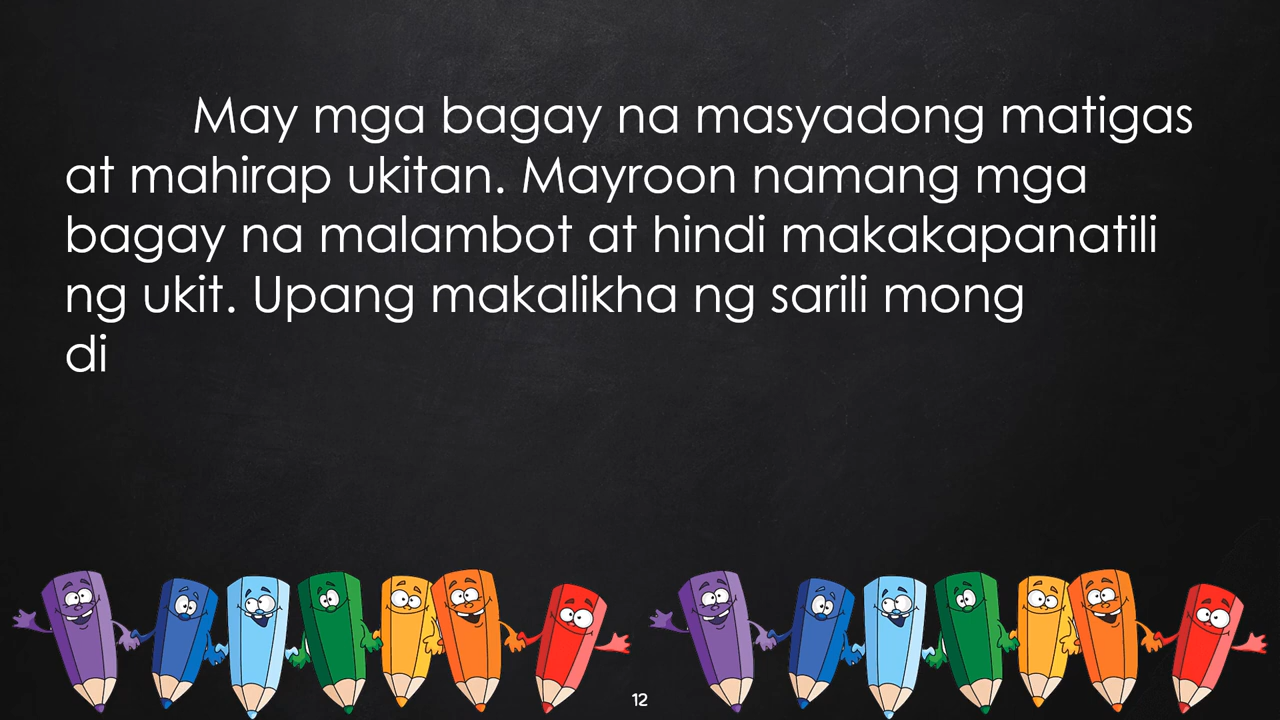 May mga bagay na masyadong matigas
at mahirap ukitan. Mayroon namang mga
bagay na malambot at hindi makakapanatili
ng ukit. Upang makalikha ng sarili mong
di
12